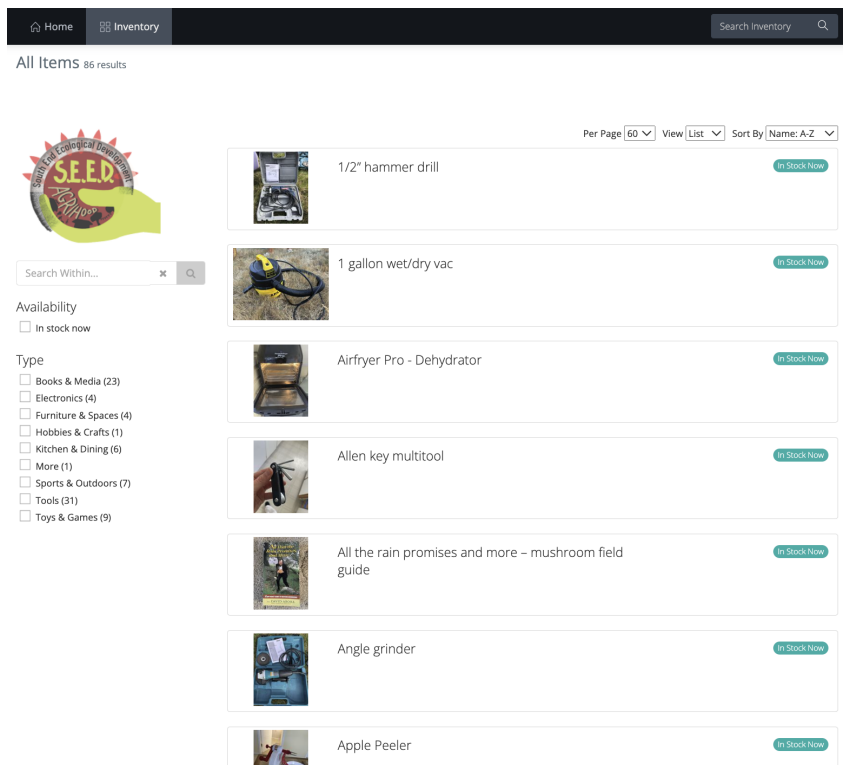 Home
Inventory
Search Inventory
All Items 86 results
Per Page 60 View List Sort By Name: A-Z
South End Ecological Development
S.E.E.D.
AGRIHOOD
Search Within...
Availability
In stock now
Type
Books & Media (23)
Electronics (4)
Furniture & Spaces (4)
Hobbies & Crafts (1)
Kitchen & Dining (6)
More (1)
Sports & Outdoors (7)
Tools (31)
Toys & Games (9)
1/2” hammer drill
In Stock Now
1 gallon wet/dry vac
In Stock Now
Airfryer Pro - Dehydrator
In Stock Now
Allen key multitool
In Stock Now
All the rain promises and more – mushroom field
guide
In Stock Now
Angle grinder
In Stock Now
Apple Peeler
In Stock Now